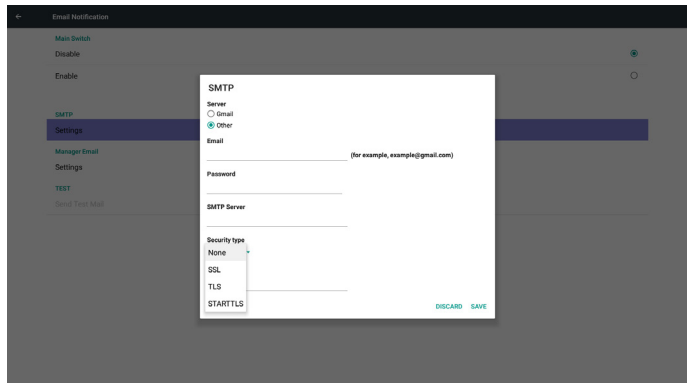 Email Notification
Main Switch
Disable
Enable
SMTP
Settings
Manager Email
Settings
TEST
Send Test Mail
SMTP
Server
Gmail
Other
Email
(for example, example@gmail.com)
Password
SMTP Server
Security type
None
SSL
TLS
STARTTLS
DISCARD SAVE